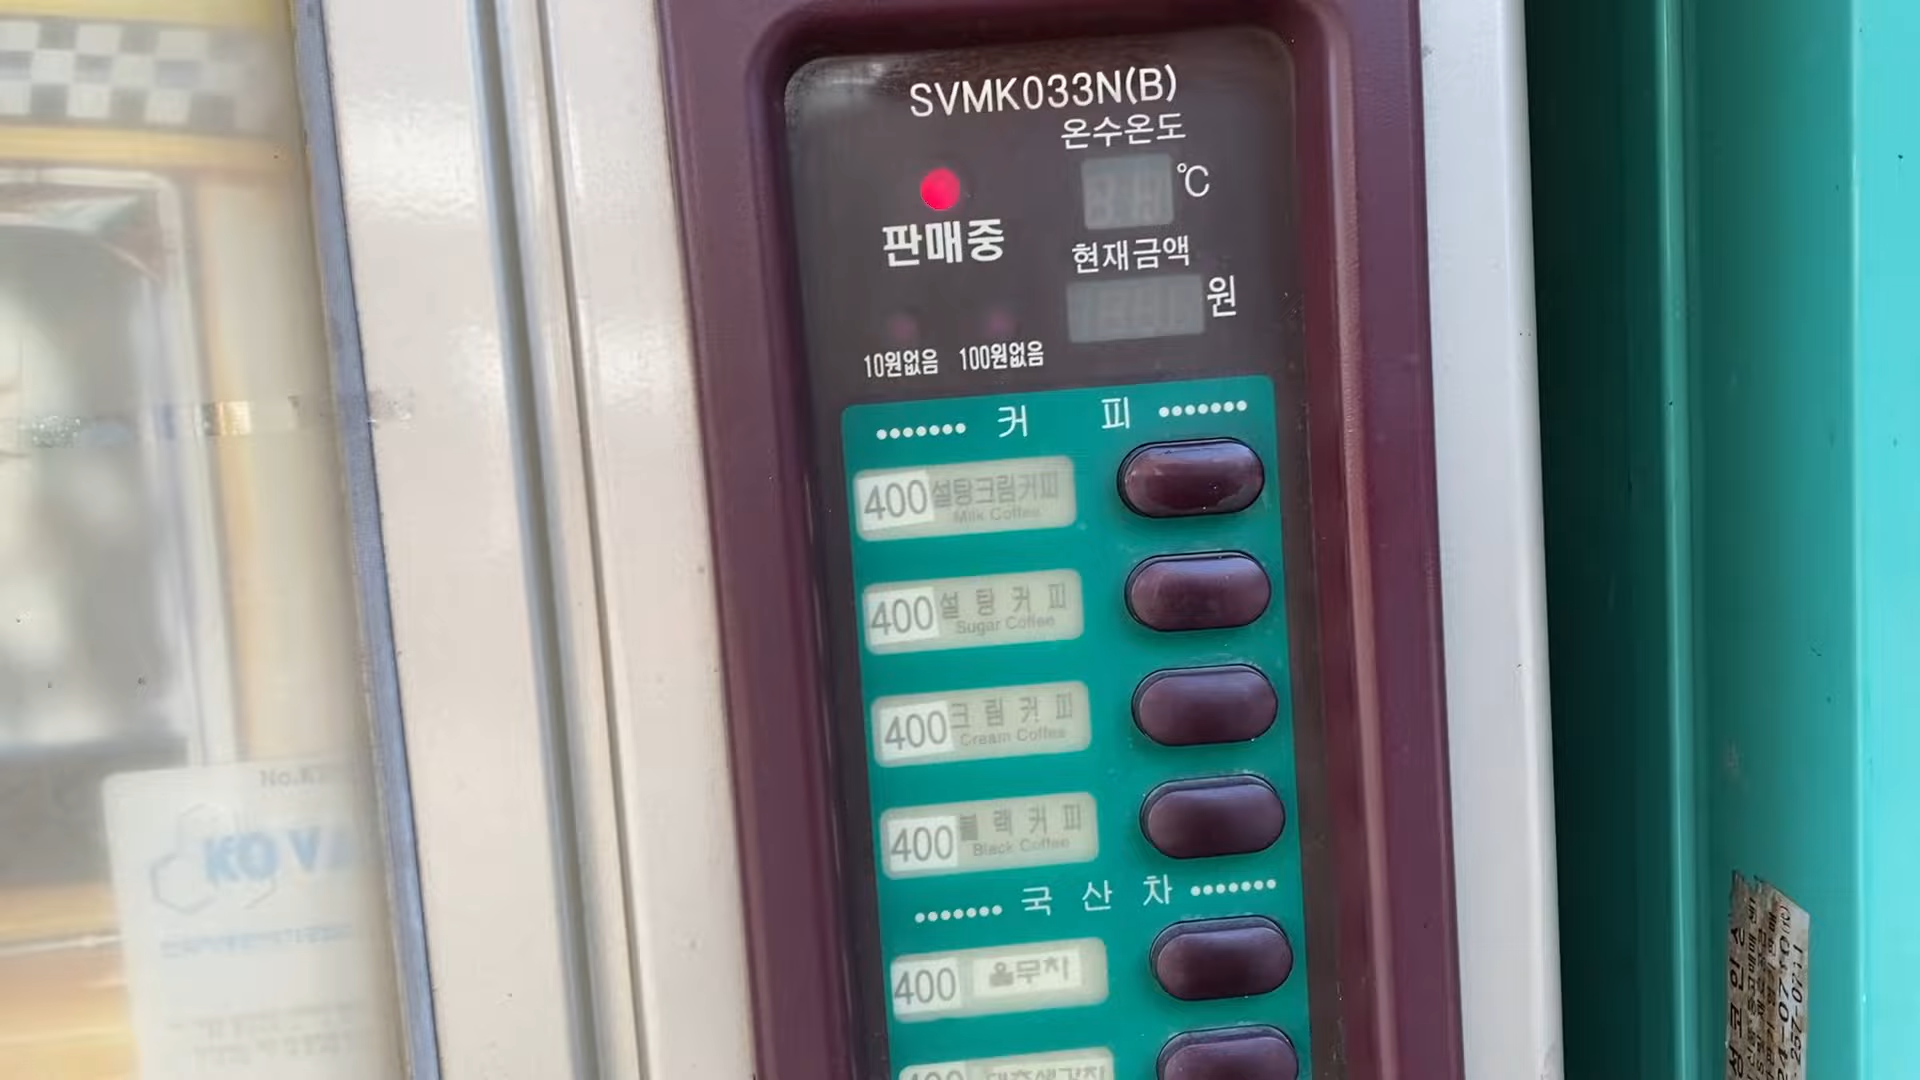 SVMK033N(B)
온수온도
℃
판매중
현재금액
원
10원없음
100원없음
커 피
400 설탕크림커피
Milk Coffee
400 설탕커피
Sugar Coffee
400 크림커피
Cream Coffee
400 블랙커피
Black Coffee
국 산 차
400 율무차
400
KOV